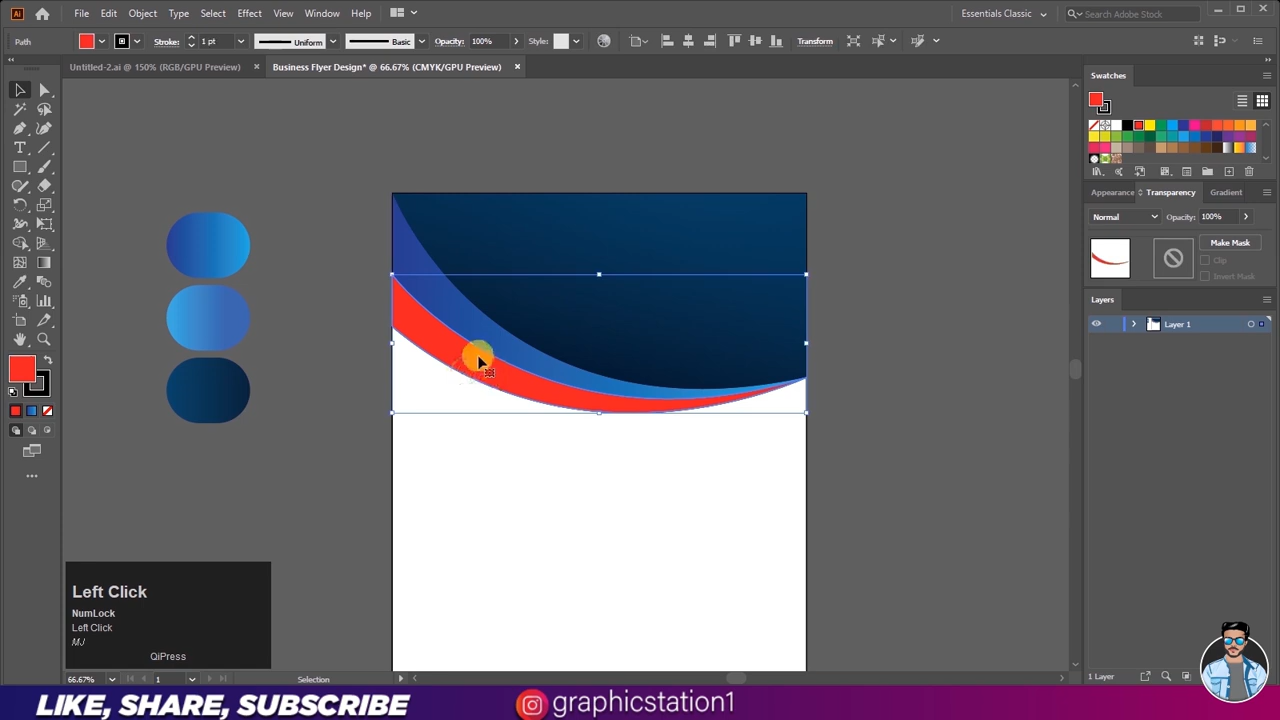 Ai File Edit Object Type Select Effect View Window Help Essentials Classic Search Adobe Stock
Path Stroke: 1 pt Uniform Basic Opacity: 100% Style: Transform
Untitled-2.ai @ 150% (RGB/GPU Preview) Business Flyer Design* @ 66.67% (CMYK/GPU Preview)
Swatches
Appearance Transparency Gradient
Normal Opacity: 100%
Make Mask
Clip
Invert Mask
Layers
Layer 1
Left Click
NumLock
Left Click
MJ
QiPress
66.67% 1 Selection 1 Layer
LIKE, SHARE, SUBSCRIBE graphicstation1